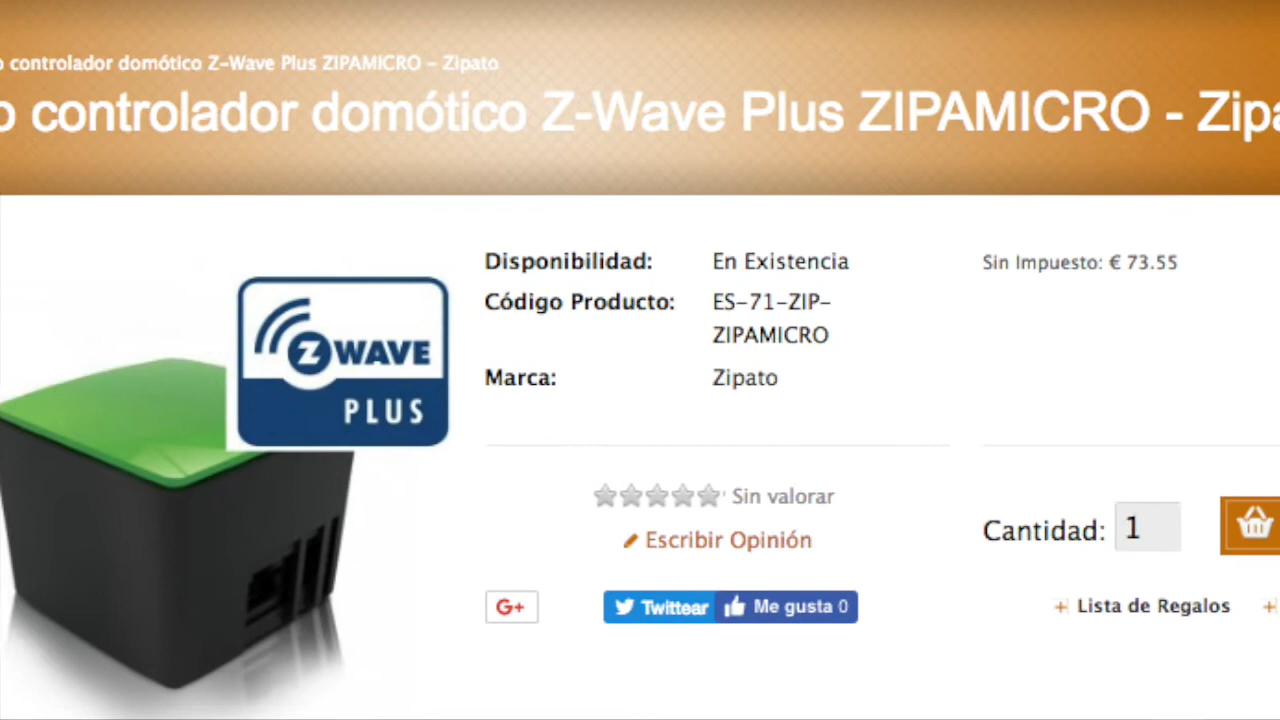 o controlador domótico Z-Wave Plus ZIPAMICRO - Zipato
o controlador domótico Z-Wave Plus ZIPAMICRO - Zipa
Z WAVE
PLUS
Disponibilidad: En Existencia
Código Producto: ES-71-ZIP-
ZIPAMICRO
Marca: Zipato
Sin Impuesto: € 73.55
Sin valorar
Escribir Opinión
Cantidad: 1
G+ Twittear Me gusta 0
+ Lista de Regalos +